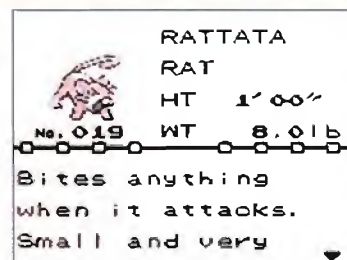 RATTATA
RAT
HT 1′00″
No.019 WT 8.0lb
Bites anything
when it attacks.
Small and very